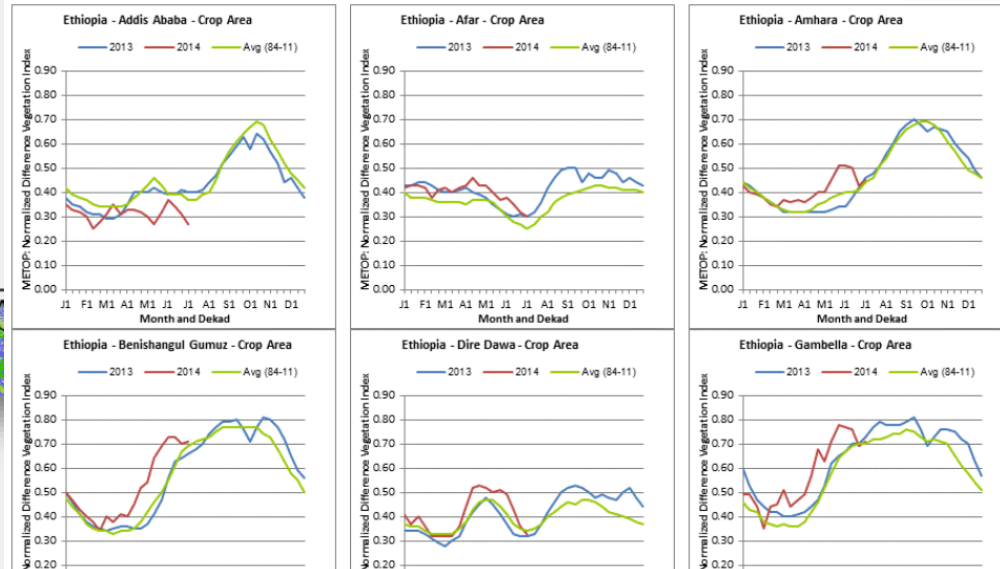 Ethiopia - Addis Ababa - Crop Area
2013 2014 Avg (84-11)
METOP: Normalized Difference Vegetation Index
0.90
0.80
0.70
0.60
0.50
0.40
0.30
0.20
0.10
0.00
J1 F1 M1 A1 M1 J1 J1 A1 S1 O1 N1 D1
Month and Dekad
Ethiopia - Afar - Crop Area
2013 2014 Avg (84-11)
METOP: Normalized Difference Vegetation Index
0.90
0.80
0.70
0.60
0.50
0.40
0.30
0.20
0.10
0.00
J1 F1 M1 A1 M1 J1 J1 A1 S1 O1 N1 D1
Month and Dekad
Ethiopia - Amhara - Crop Area
2013 2014 Avg (84-11)
METOP: Normalized Difference Vegetation Index
0.90
0.80
0.70
0.60
0.50
0.40
0.30
0.20
0.10
0.00
J1 F1 M1 A1 M1 J1 J1 A1 S1 O1 N1 D1
Month and Dekad
Ethiopia - Benishangul Gumuz - Crop Area
2013 2014 Avg (84-11)
Normalized Difference Vegetation Index
0.90
0.80
0.70
0.60
0.50
0.40
0.30
0.20
Ethiopia - Dire Dawa - Crop Area
2013 2014 Avg (84-11)
Normalized Difference Vegetation Index
0.90
0.80
0.70
0.60
0.50
0.40
0.30
0.20
Ethiopia - Gambella - Crop Area
2013 2014 Avg (84-11)
Normalized Difference Vegetation Index
0.90
0.80
0.70
0.60
0.50
0.40
0.30
0.20